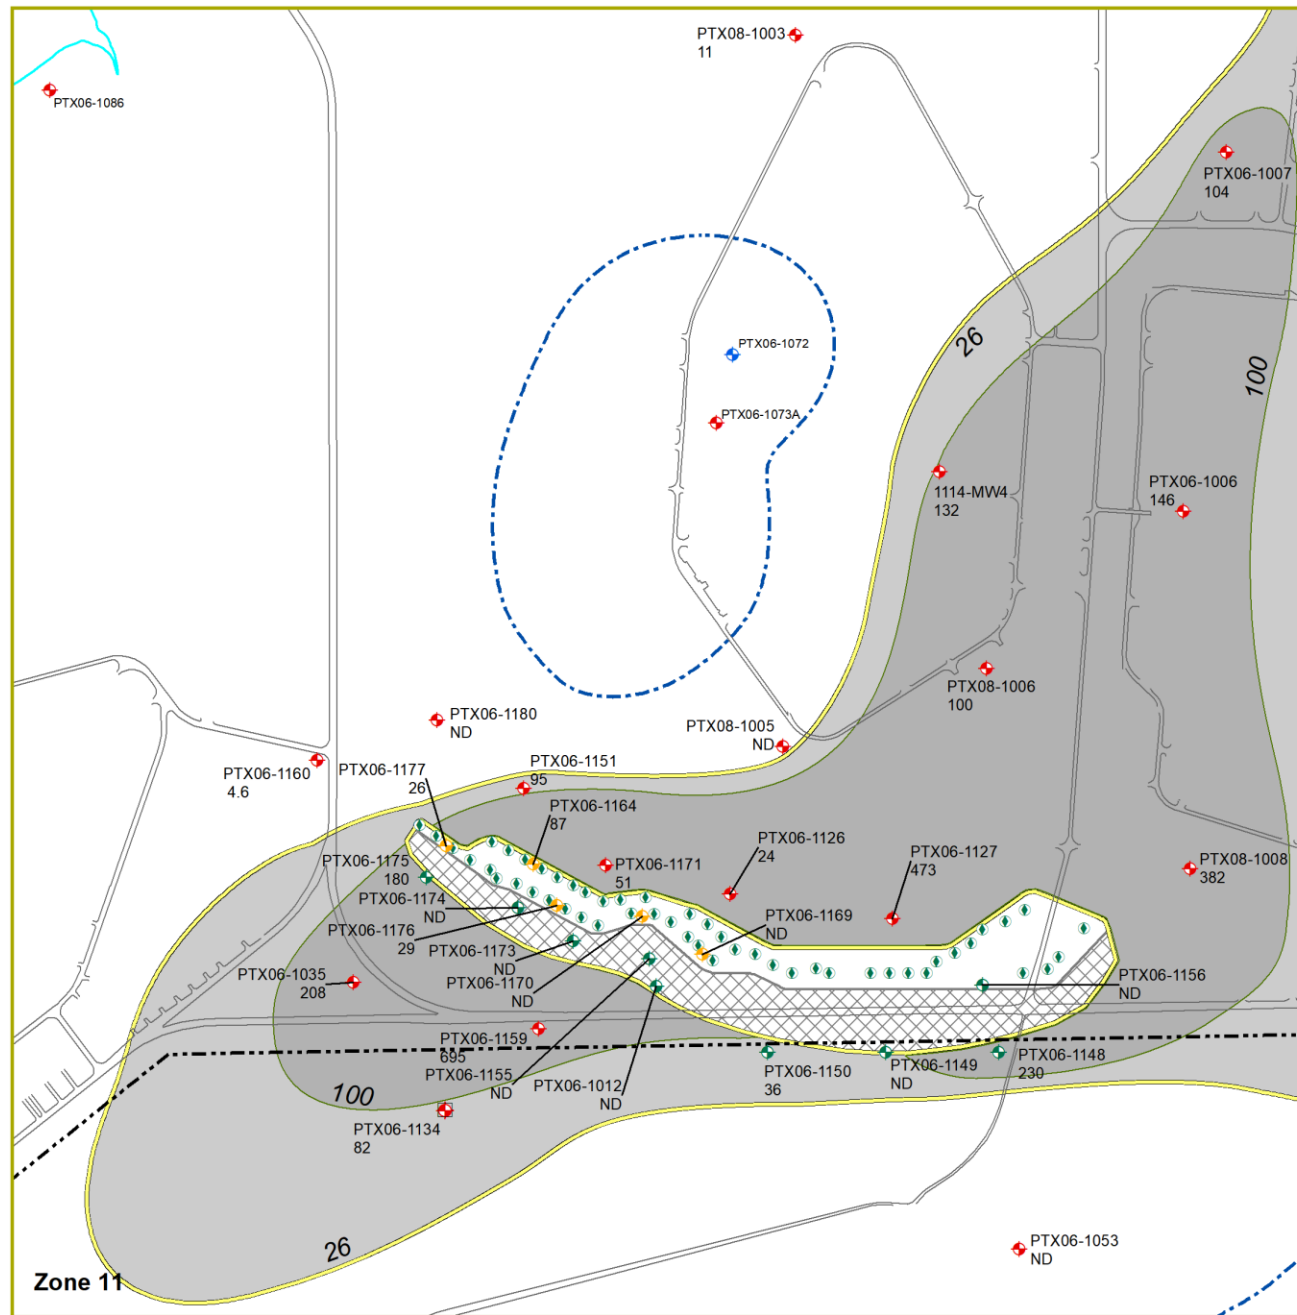 PTX08-1003
11
PTX06-1086
PTX06-1007
104
PTX06-1072
26
100
PTX06-1073A
PTX06-1006
146
1114-MW4
132
PTX08-1006
100
PTX06-1180
ND
PTX08-1005
ND
PTX06-1160
4.6
PTX06-1177
26
PTX06-1151
95
PTX06-1164
87
PTX06-1126
24
PTX06-1127
473
PTX08-1008
382
PTX06-1175
180
PTX06-1171
51
PTX06-1174
ND
PTX06-1169
ND
PTX06-1176
29
PTX06-1173
ND
PTX06-1035
208
PTX06-1170
ND
PTX06-1156
ND
PTX06-1159
695
PTX06-1155
ND
PTX06-1012
ND
PTX06-1150
36
PTX06-1149
ND
PTX06-1148
230
100
PTX06-1134
82
26
PTX06-1053
ND
Zone 11